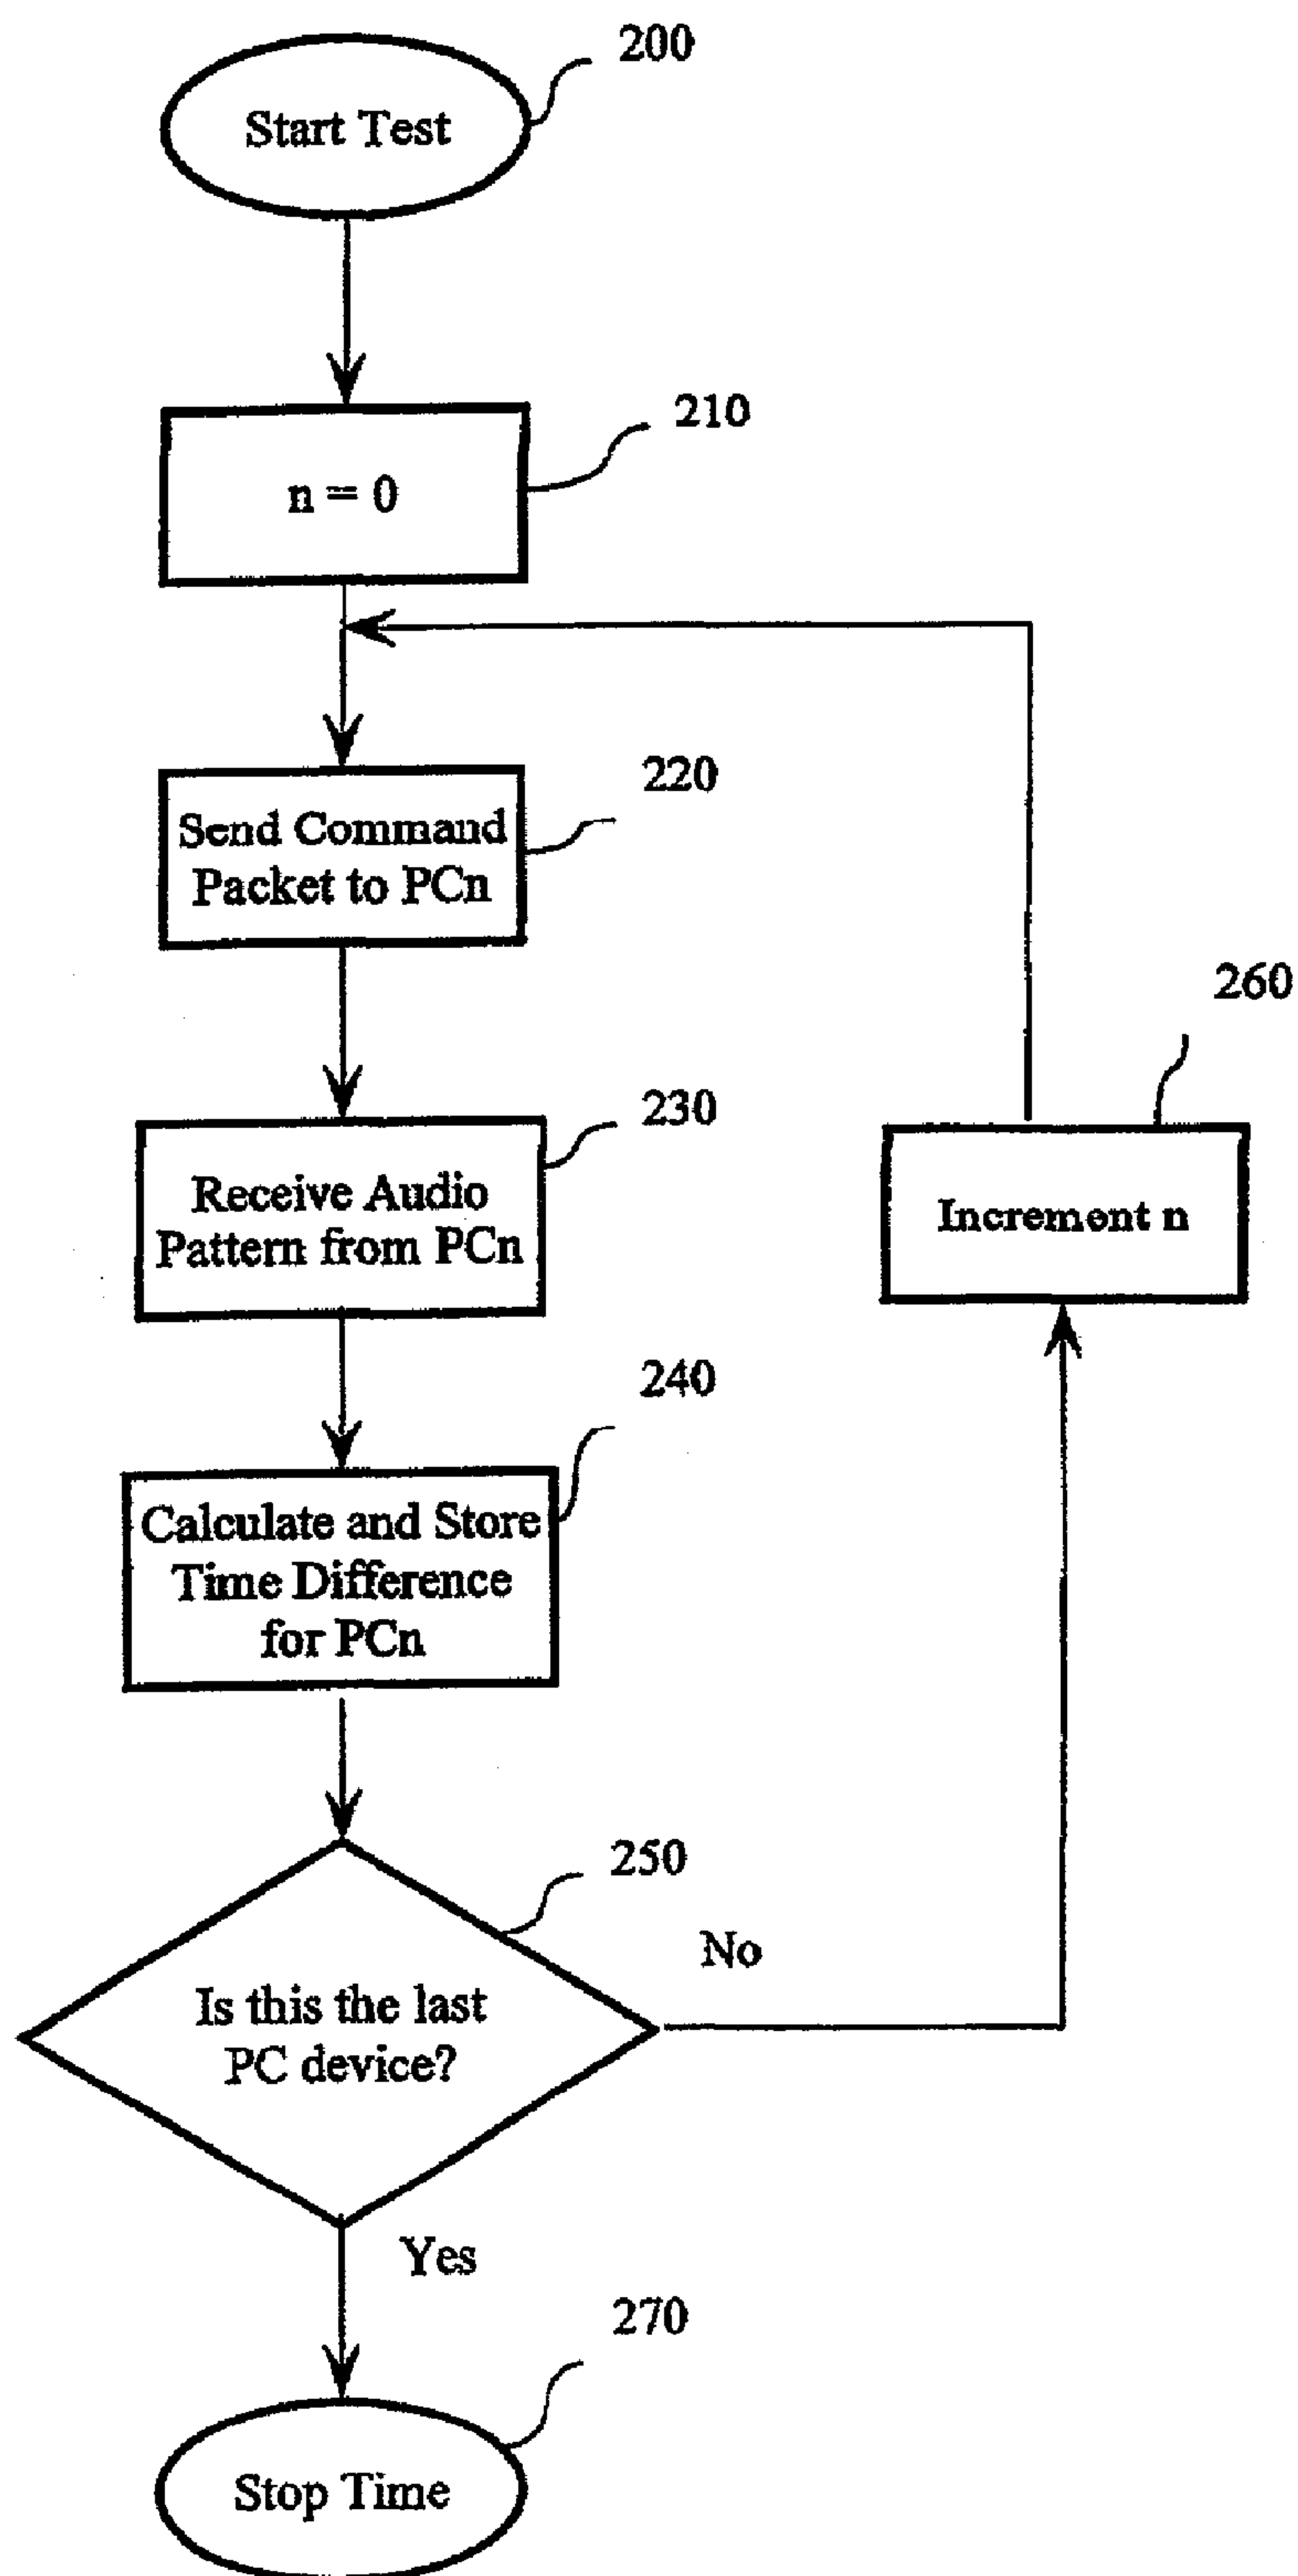 200
Start Test
210
n = 0
220
Send Command
Packet to PCn
260
230
Receive Audio
Pattern from PCn
Increment n
240
Calculate and Store
Time Difference
for PCn
250
No
Is this the last
PC device?
Yes
270
Stop Time